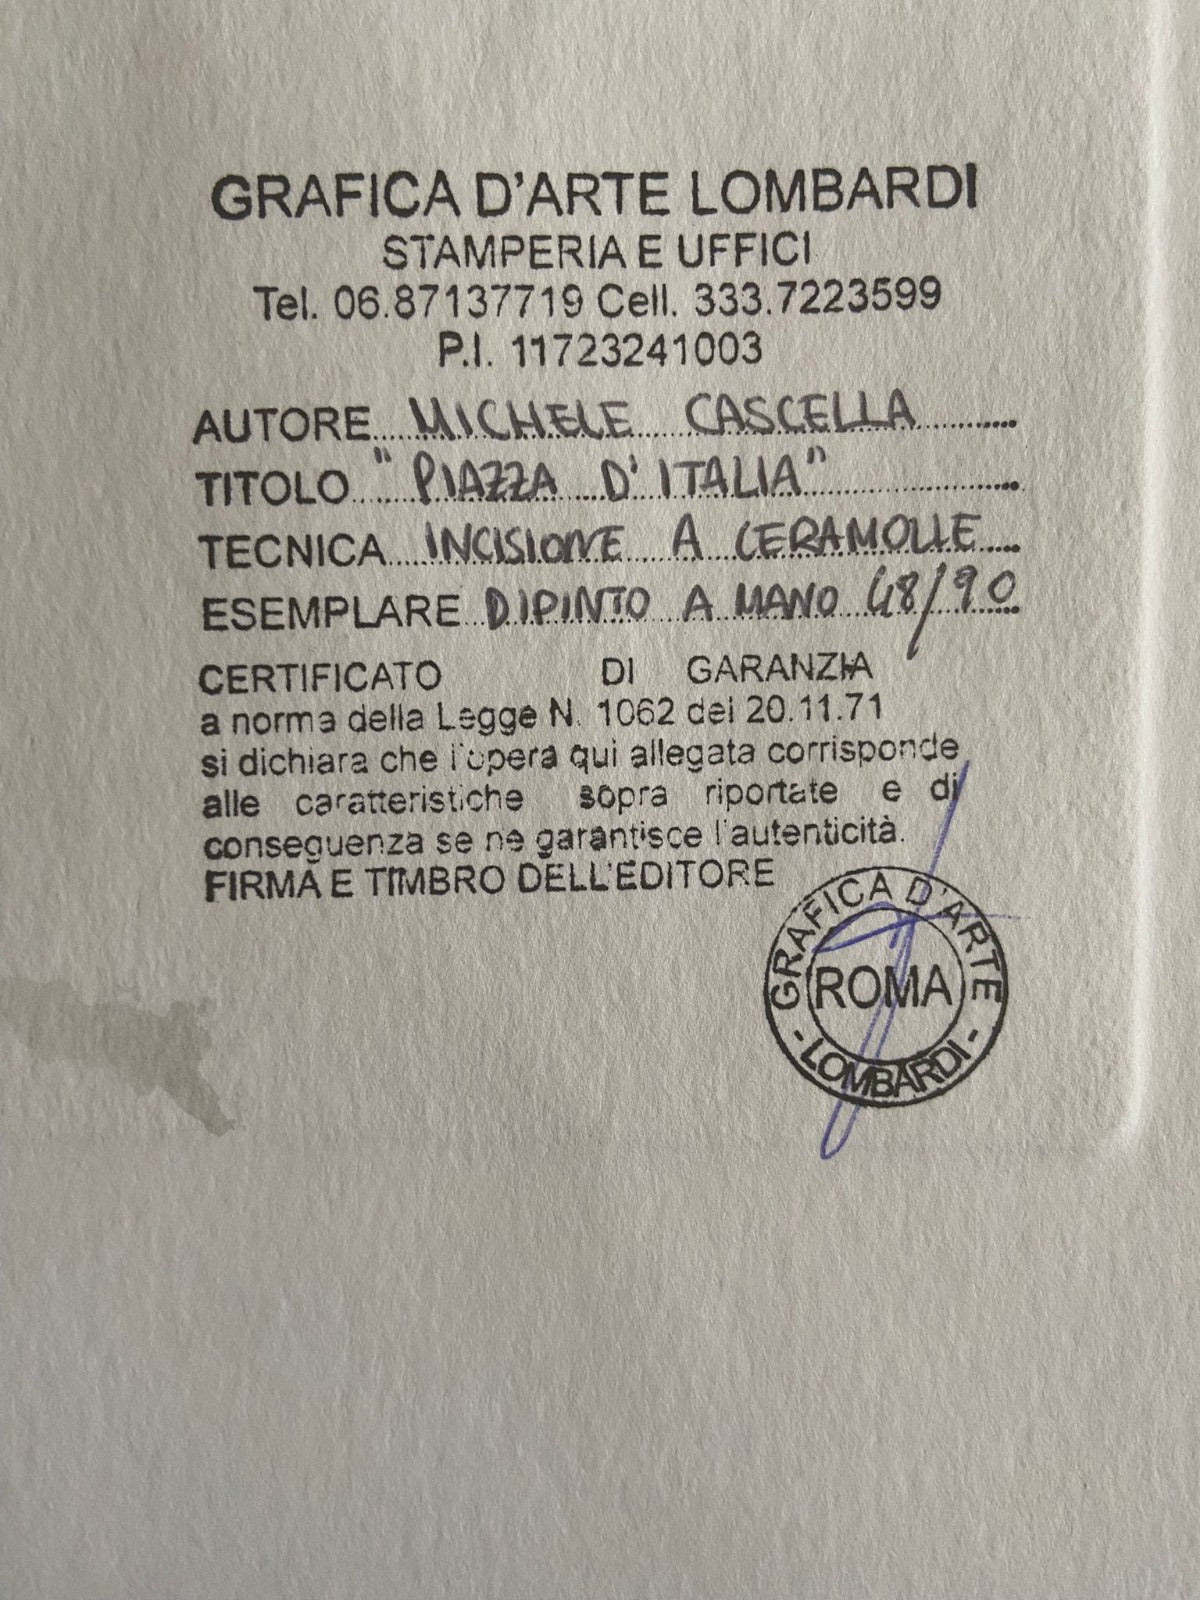 GRAFICA D'ARTE LOMBARDI
STAMPERIA E UFFICI
Tel. 06.87137719 Cell. 333.7223599
P.I. 11723241003
AUTORE MICHELE CASCELLA
TITOLO "PIAZZA D'ITALIA"
TECNICA INCISIONE A CERAMOLLE
ESEMPLARE DIPINTO A MANO 48/90
CERTIFICATO DI GARANZIA
a norma della Legge N. 1062 del 20.11.71
si dichiara che l'opera qui allegata corrisponde
alle caratteristiche sopra riportate e di
conseguenza se ne garantisce l'autenticità.
FIRMA E TIMBRO DELL'EDITORE
GRAFICA D'ARTE
ROMA
- LOMBARDI -